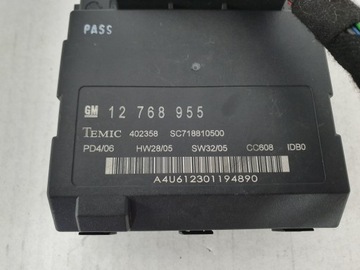 PASS
GM 12 768 955
TEMIC 402358 SC718810500
PD4/06 HW28/05 SW32/05 CC608 IDB0
A4U612301194890